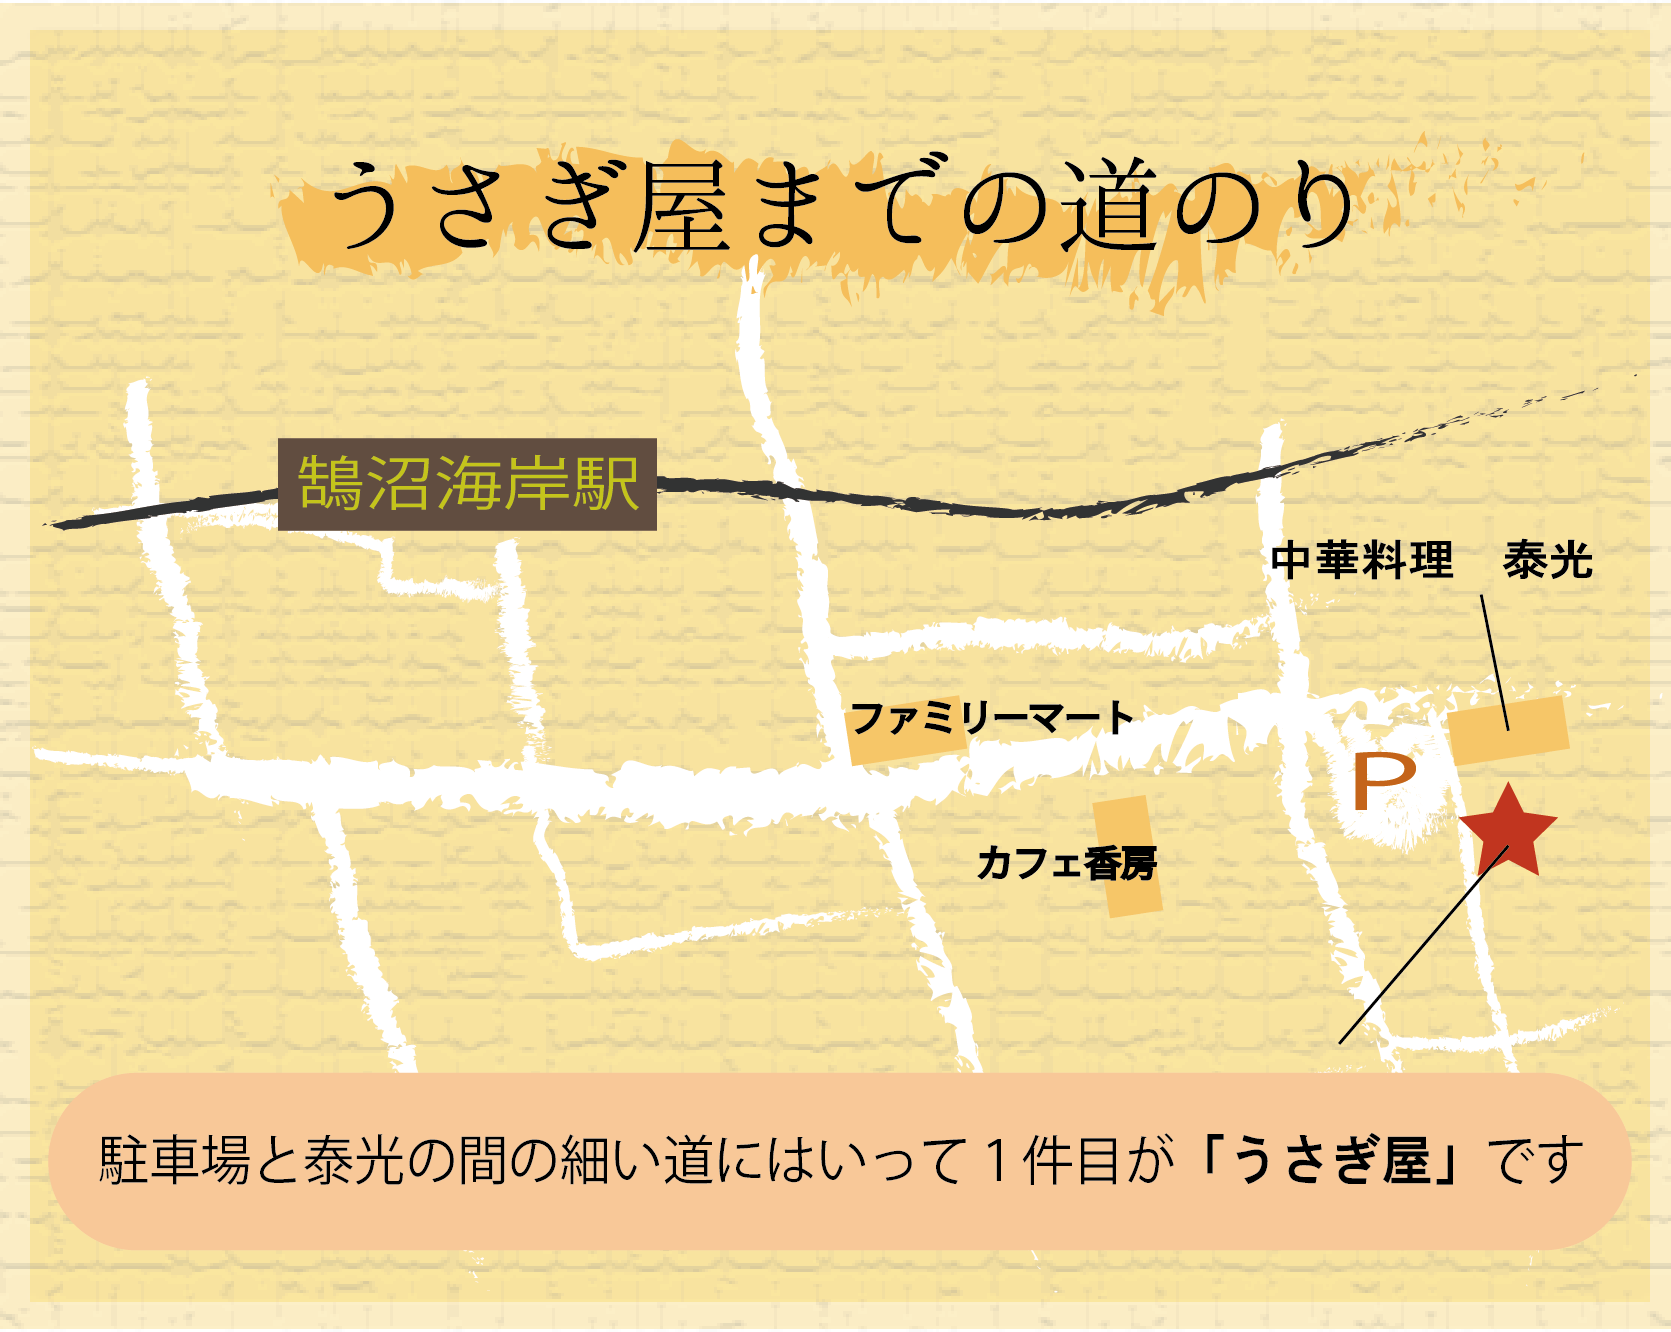 うさぎ屋までの道のり
鵠沼海岸駅
中華料理　泰光
ファミリーマート
P
カフェ香房
駐車場と泰光の間の細い道にはいって１件目が「うさぎ屋」です